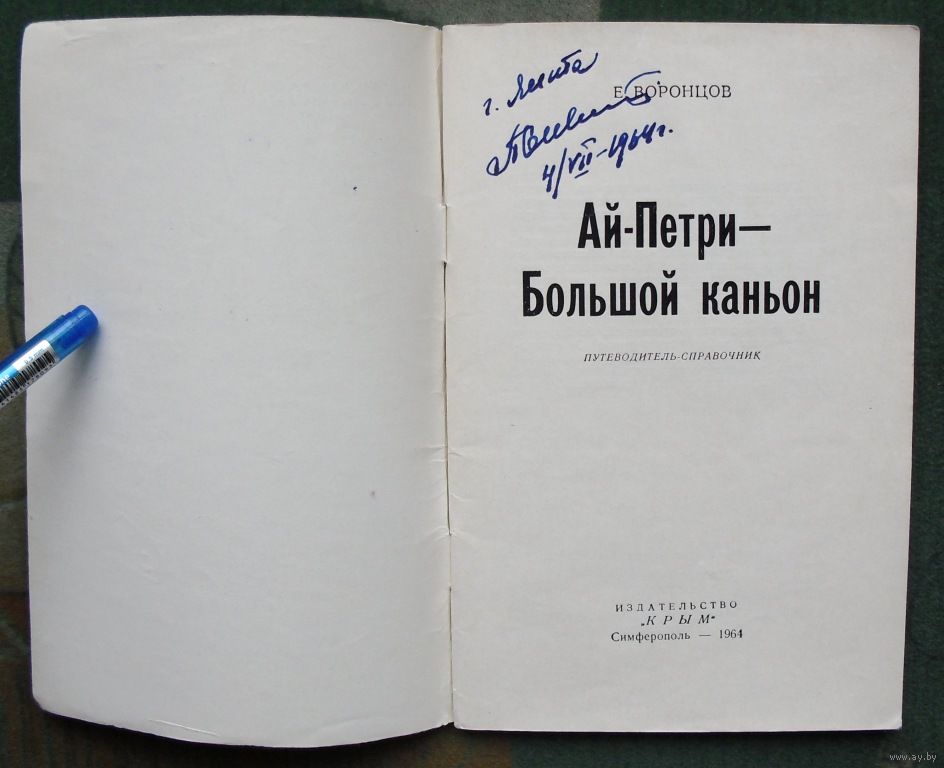 г. Ялта
4/VII-1964г.
Е. ВОРОНЦОВ
Ай-Петри—
Большой каньон
ПУТЕВОДИТЕЛЬ-СПРАВОЧНИК
ИЗДАТЕЛЬСТВО
„КРЫМ"
Симферополь — 1964
www.ay.by